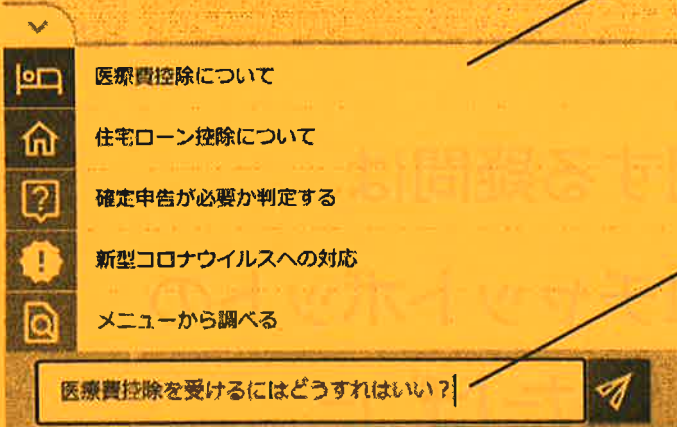 医療費控除について
住宅ローン控除について
確定申告が必要か判定する
新型コロナウイルスへの対応
メニューから調べる
医療費控除を受けるにはどうすればいい?